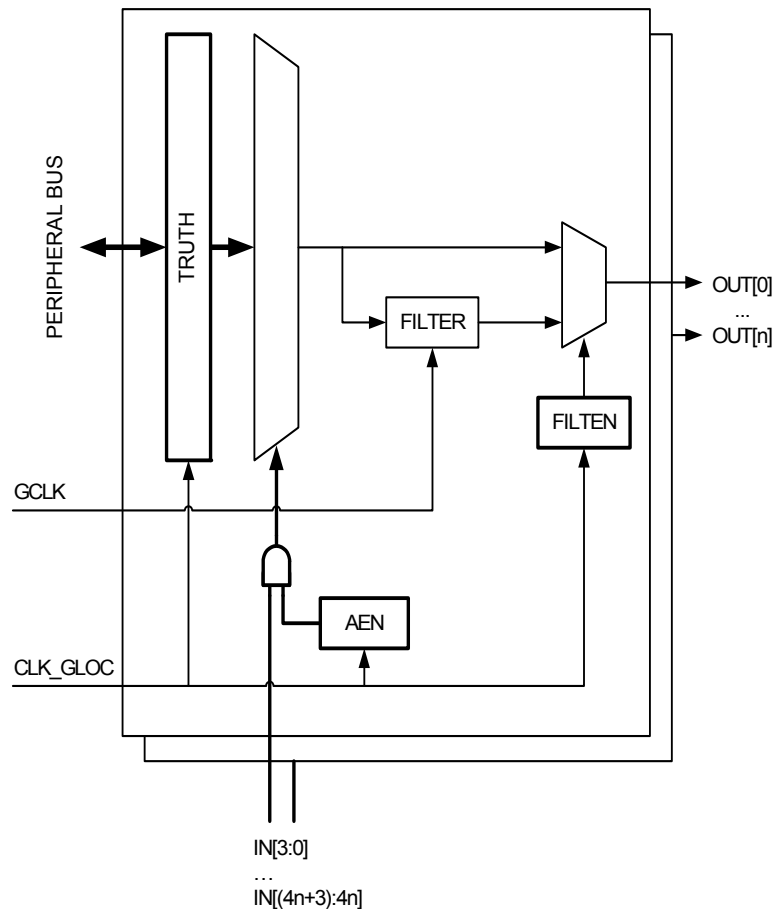 PERIPHERAL BUS
TRUTH
FILTER
OUT[0]
...
OUT[n]
FILTEN
GCLK
AEN
CLK_GLOC
IN[3:0]
...
IN[(4n+3):4n]